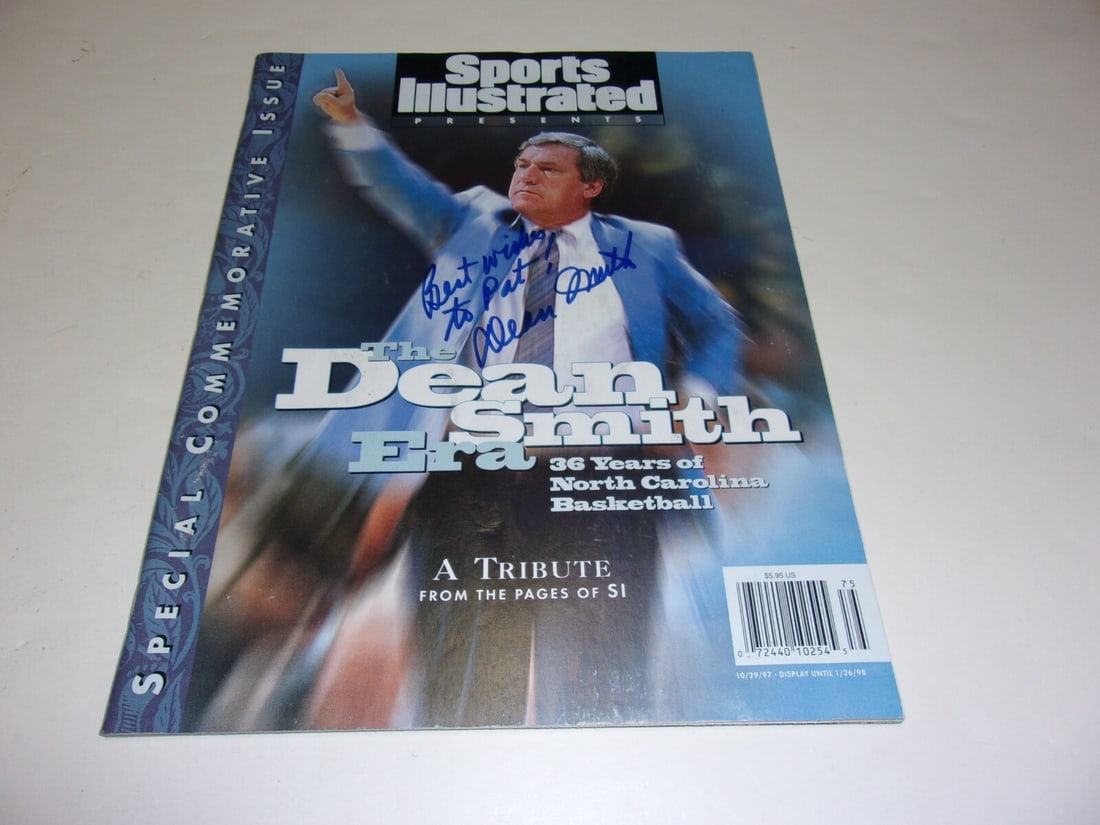 SPECIAL COMMEMORATIVE ISSUE
Sports
Illustrated
PRESENTS
Best wishes
to Pat!
Dean Smith
The
Dean
Smith
Era
36 Years of
North Carolina
Basketball
A TRIBUTE
FROM THE PAGES OF SI
$5.95 US
75
0 72440 10254 5
10/29/97 - DISPLAY UNTIL 1/26/98